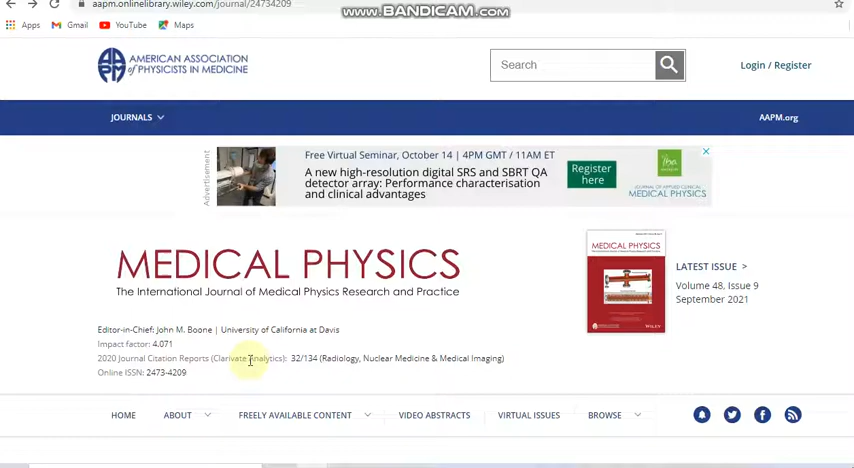 aapm.onlinelibrary.wiley.com/journal/24734209
WWW.BANDICAM.COM
Apps Gmail YouTube Maps
AMERICAN ASSOCIATION
of PHYSICISTS IN MEDICINE
Search
Login / Register
JOURNALS
AAPM.org
Advertisement
Free Virtual Seminar, October 14 | 4PM GMT / 11AM ET
A new high-resolution digital SRS and SBRT QA
detector array: Performance characterisation
and clinical advantages
Register
here
iba
JOURNAL OF APPLIED CLINICAL
MEDICAL PHYSICS
MEDICAL PHYSICS
The International Journal of Medical Physics Research and Practice
MEDICAL PHYSICS
WILEY
LATEST ISSUE >
Volume 48, Issue 9
September 2021
Editor-in-Chief: John M. Boone | University of California at Davis
Impact factor: 4.071
2020 Journal Citation Reports (Clarivate Analytics): 32/134 (Radiology, Nuclear Medicine & Medical Imaging)
Online ISSN: 2473-4209
HOME ABOUT FREELY AVAILABLE CONTENT VIRTUAL ABSTRACTS VIRTUAL ISSUES BROWSE